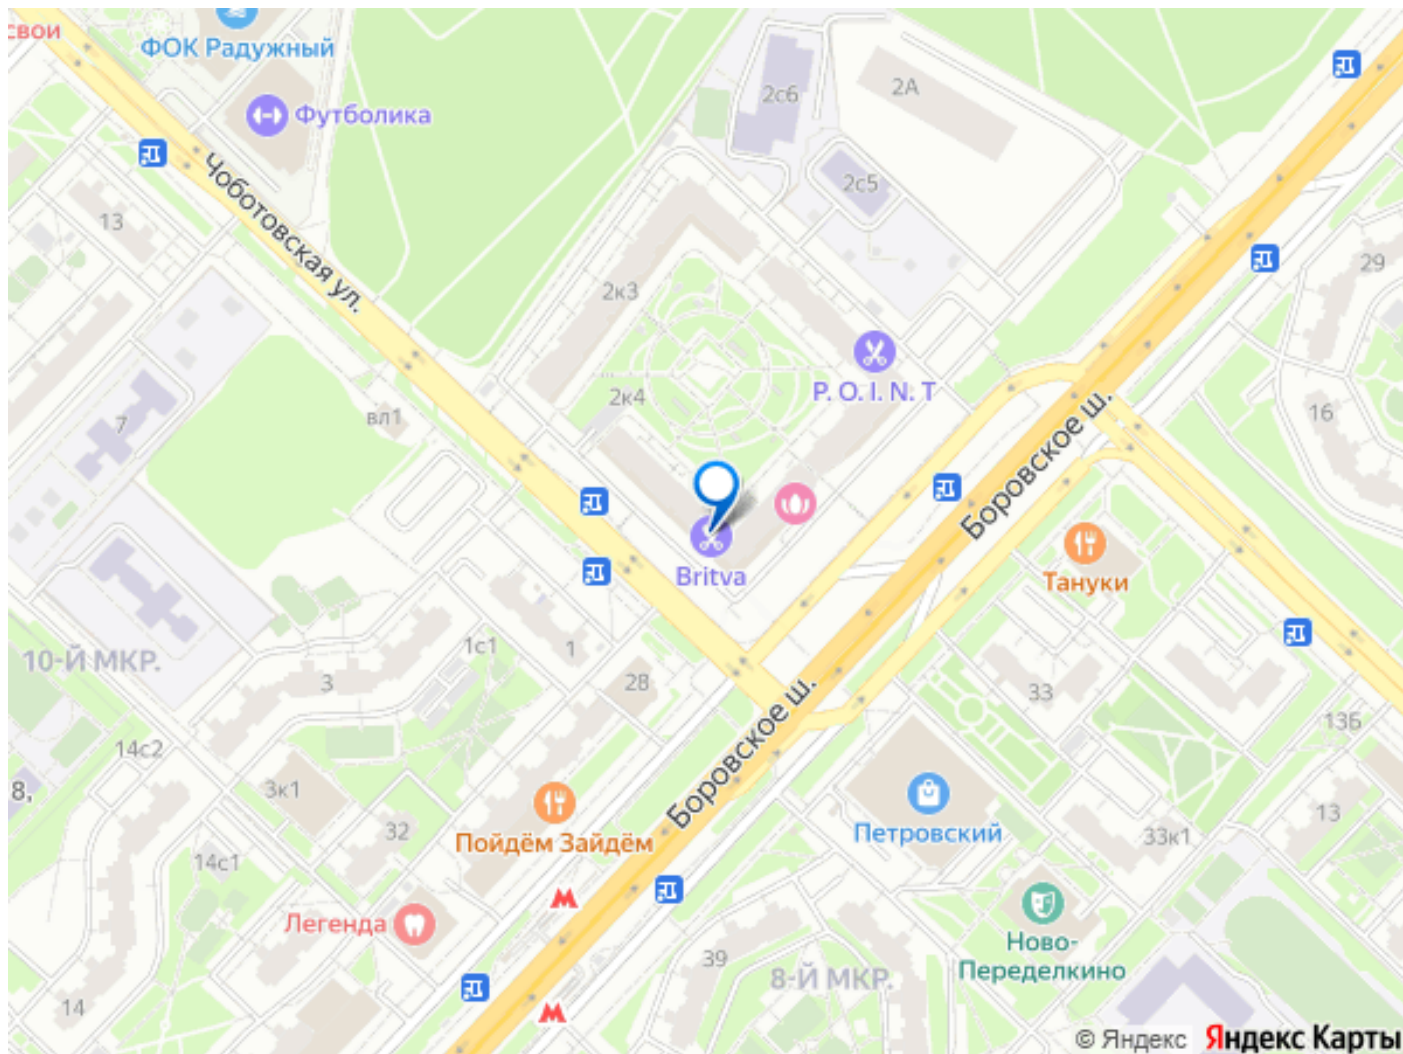 свои
ФОК Радужный
Футболика
2с6
2А
2с5
Чоботовская ул.
13
29
2к3
P. O. I. N. T
2к4
вл1
7
16
Боровское ш.
Britva
Тануки
10-Й МКР.
1с1
1
3
2В
33
13Б
14с2
Боровское ш.
8,
3к1
Пойдём Зайдём
32
14с1
Петровский
33к1
13
Легенда
Ново-
Переделкино
39
8-Й МКР.
14
© Яндекс Яндекс Карты